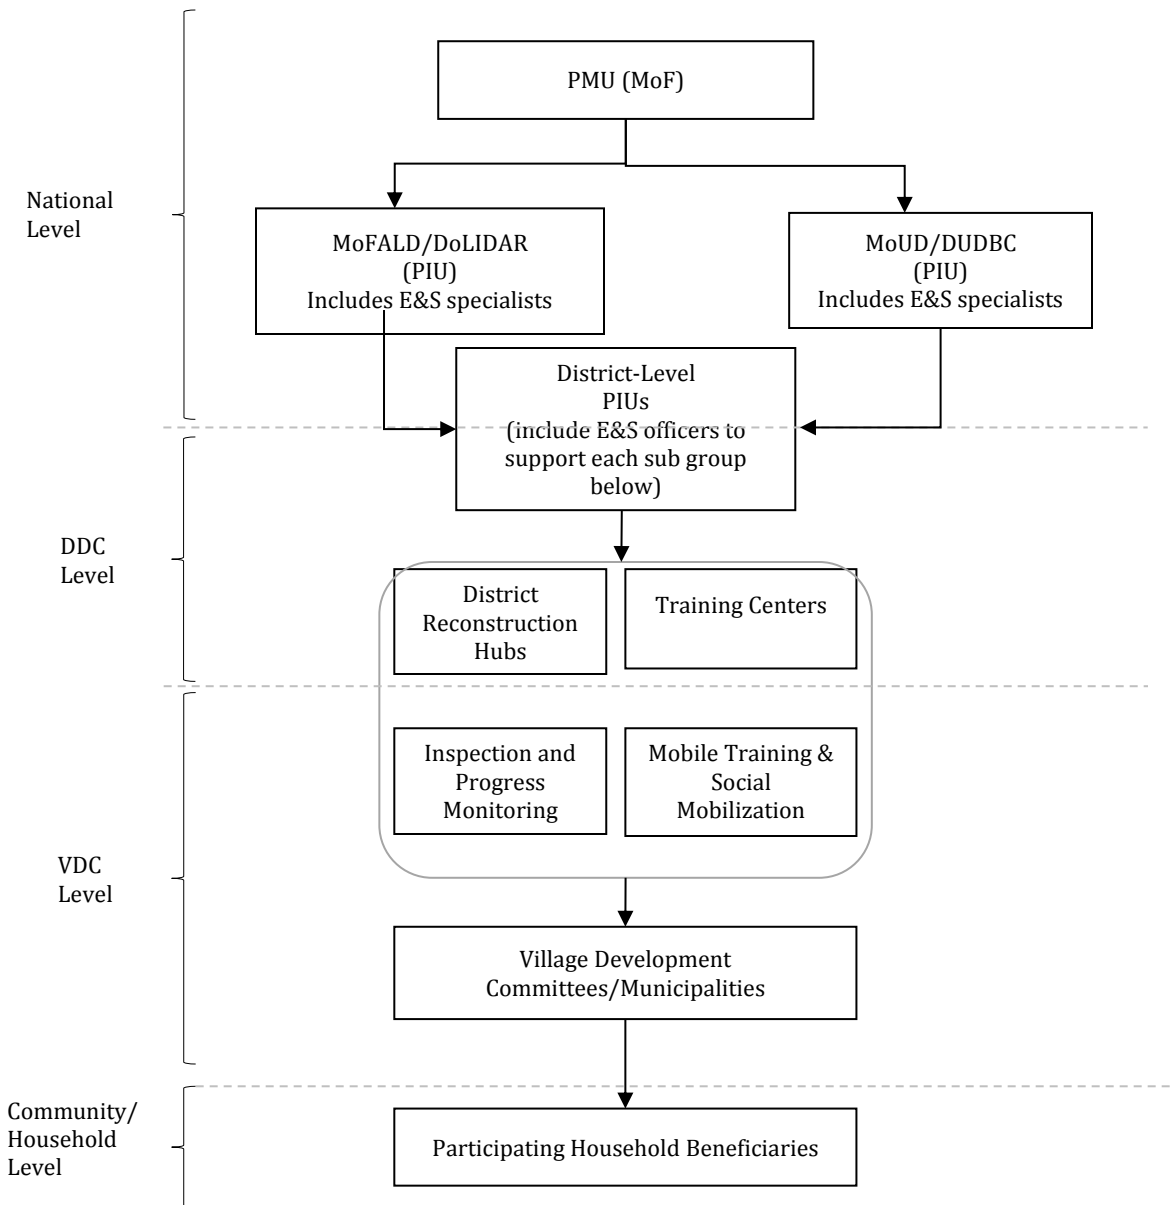 PMU (MoF)
National
Level
MoFALD/DoLIDAR
(PIU)
Includes E&S specialists
MoUD/DUDBC
(PIU)
Includes E&S specialists
District-Level
PIUs
(include E&S officers to
support each sub group
below)
DDC
Level
District
Reconstruction
Hubs
Training Centers
Inspection and
Progress
Monitoring
Mobile Training &
Social
Mobilization
VDC
Level
Village Development
Committees/Municipalities
Community/
Household
Level
Participating Household Beneficiaries